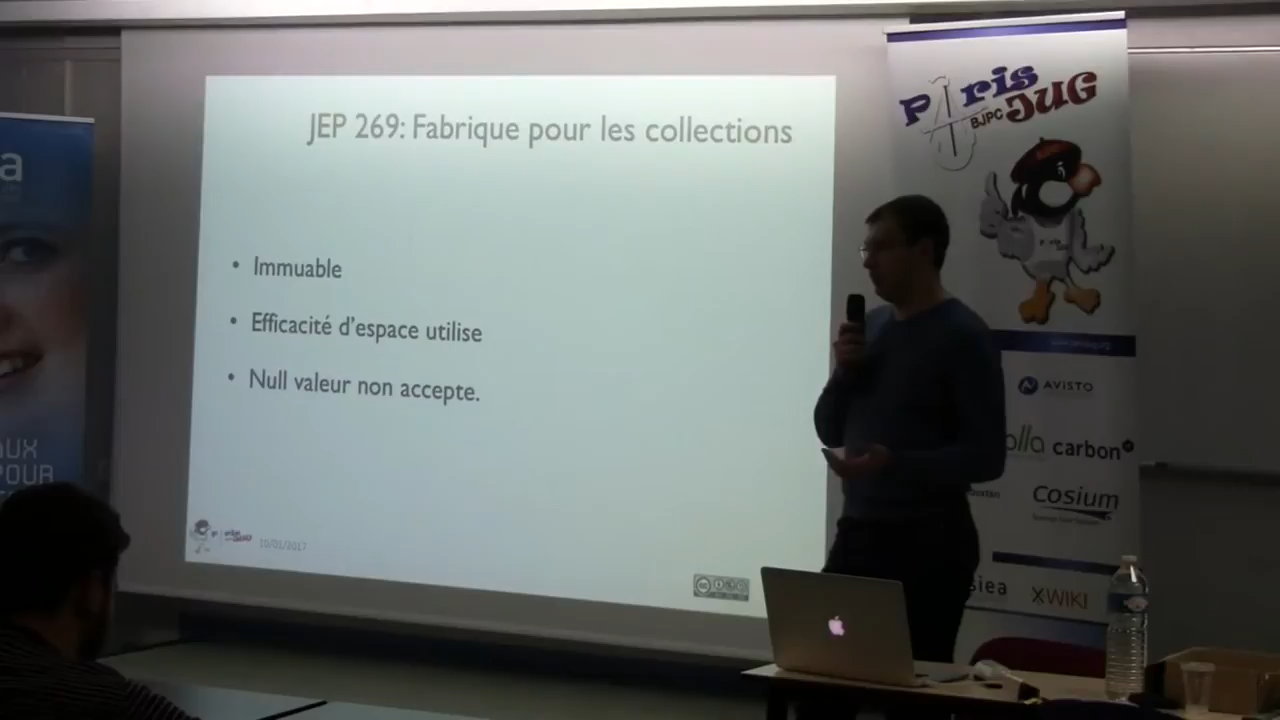 JEP 269: Fabrique pour les collections
• Immuable
• Efficacité d'espace utilise
• Null valeur non accepte.
10/01/2017
cc
Paris
BJPC JUG
AVISTO
carbon
Cosium
XWIKI
a
POUR